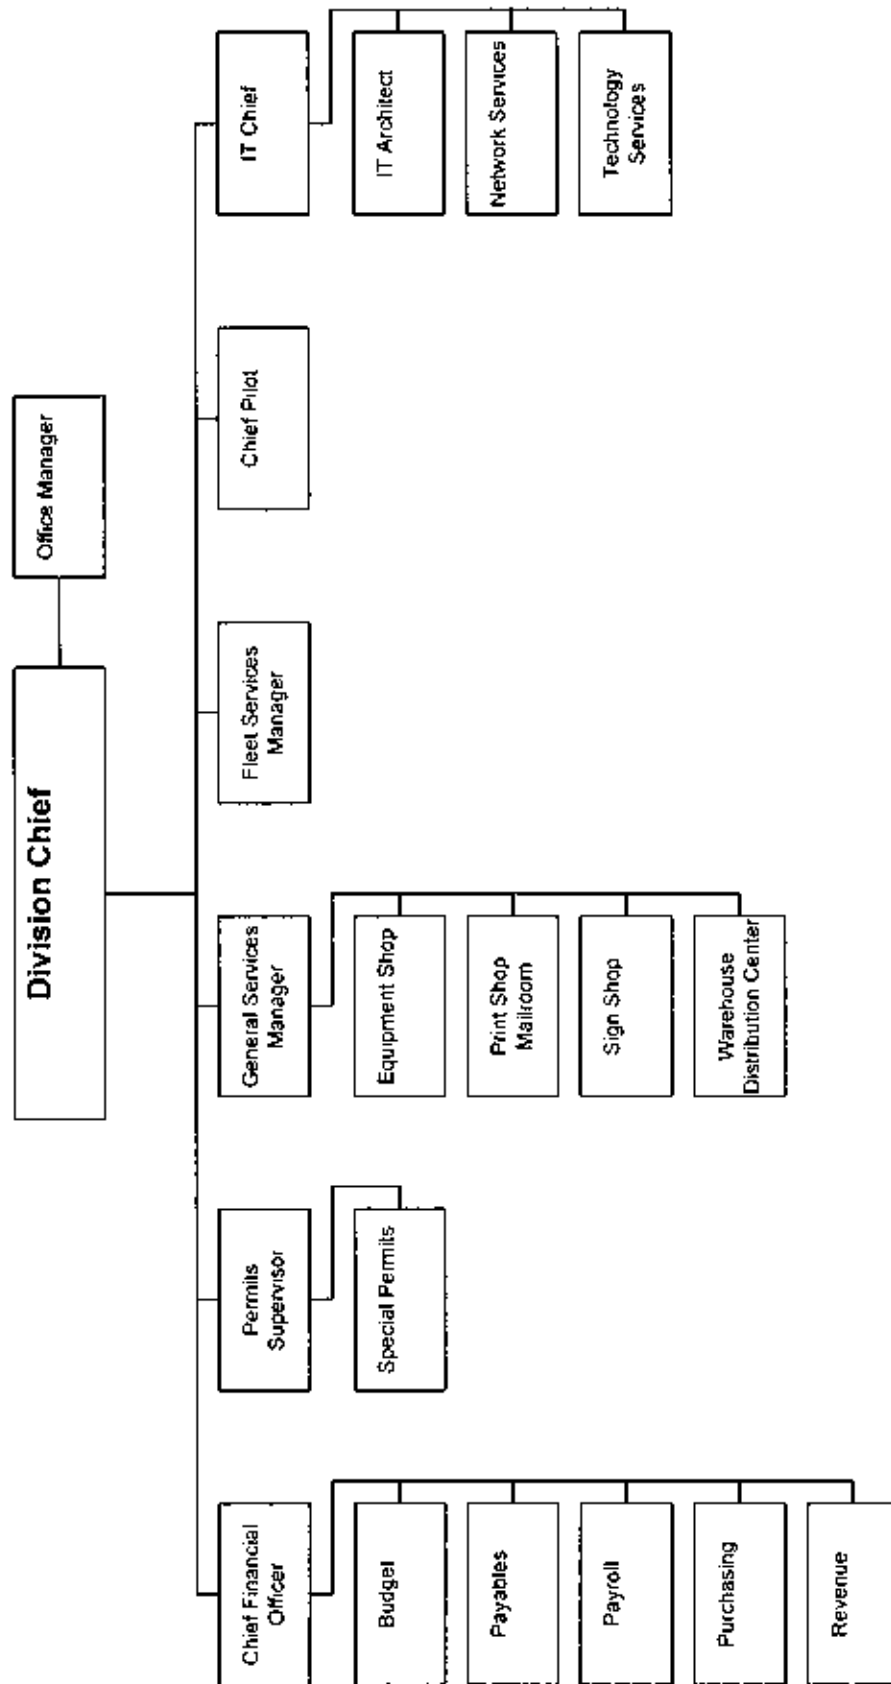 Division Chief
Office Manager
Chief Financial
Officer
Budget
Payables
Payroll
Purchasing
Revenue
Permits
Supervisor
Special Permits
General Services
Manager
Equipment Shop
Print Shop
Mailroom
Sign Shop
Warehouse
Distribution Center
Fleet Services
Manager
Chief Pilot
IT Chief
IT Architect
Network Services
Technology
Services